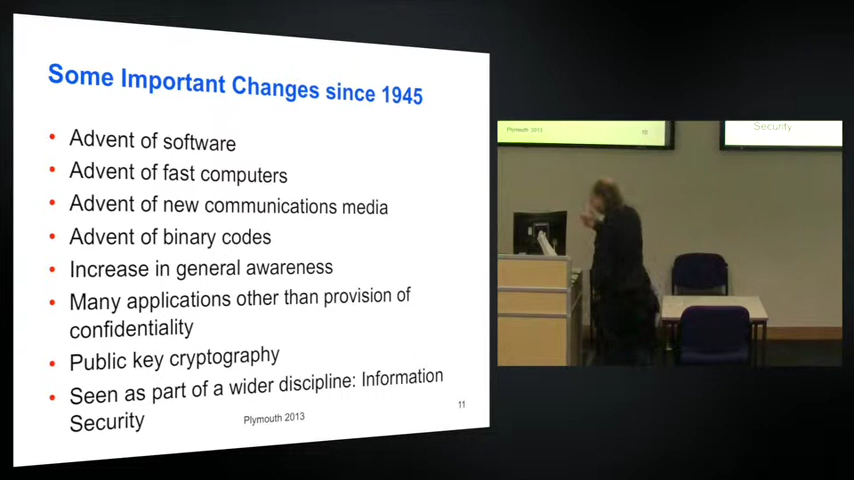 Some Important Changes since 1945
• Advent of software
• Advent of fast computers
• Advent of new communications media
• Advent of binary codes
• Increase in general awareness
• Many applications other than provision of
confidentiality
• Public key cryptography
• Seen as part of a wider discipline: Information
Security
Plymouth 2013
11
Plymouth 2013
10
Security